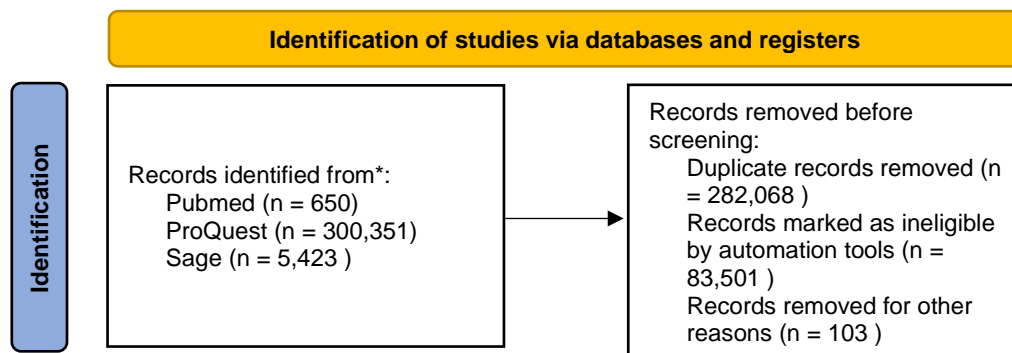 Identification of studies via databases and registers
Identification
Records identified from*:
Pubmed (n = 650)
ProQuest (n = 300,351)
Sage (n = 5,423 )
Records removed before
screening:
Duplicate records removed (n
= 282,068 )
Records marked as ineligible
by automation tools (n =
83,501 )
Records removed for other
reasons (n = 103 )